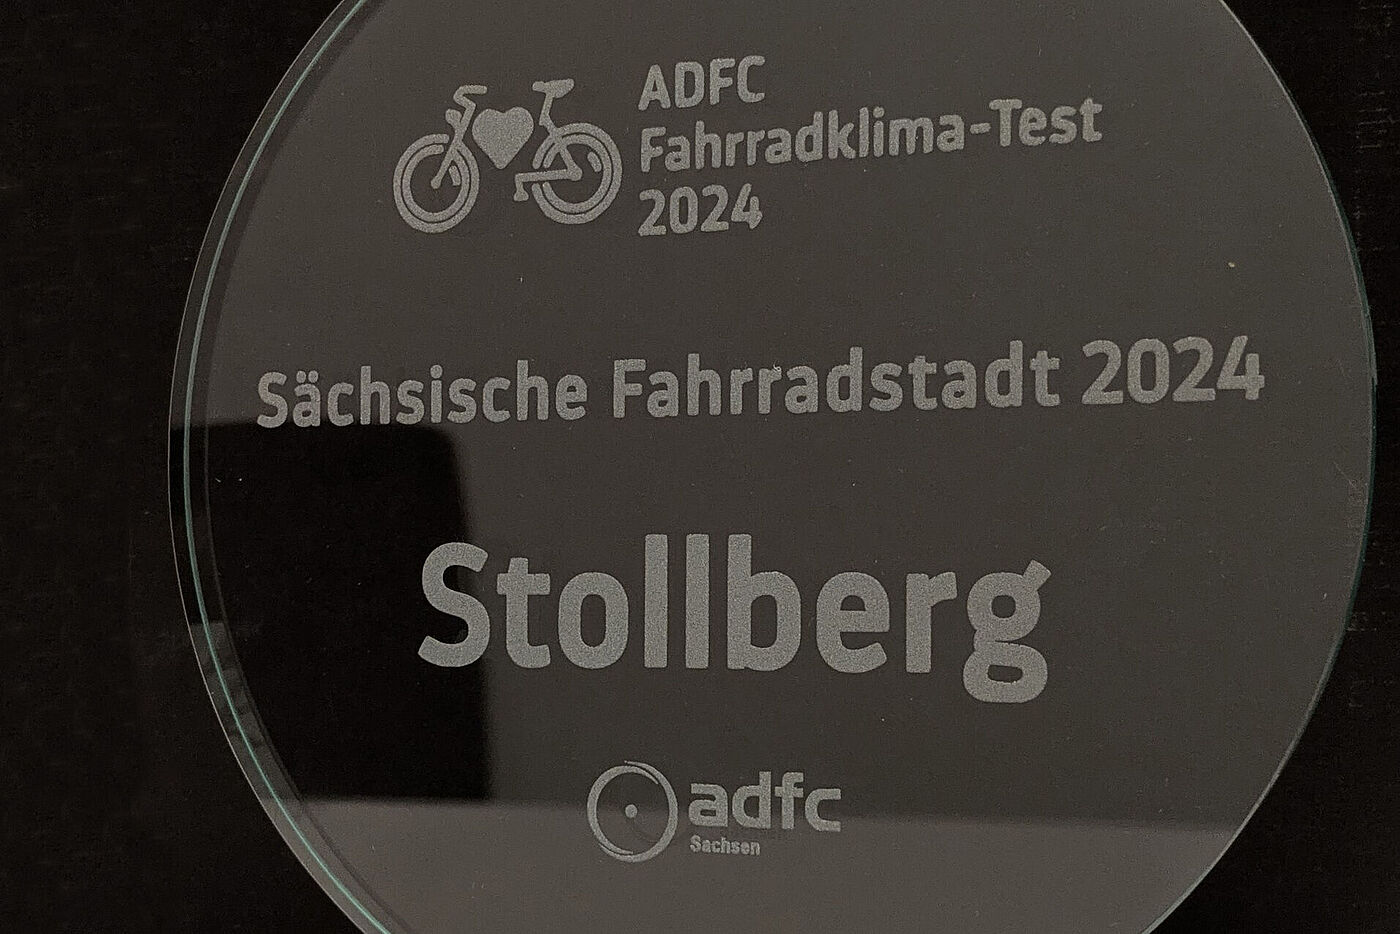 ADFC
Fahrradklima-Test
2024
Sächsische Fahrradstadt 2024
Stollberg
adfc
Sachsen